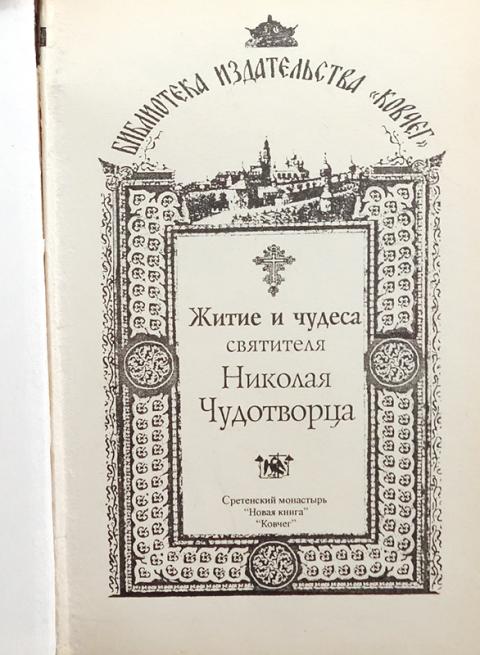 БИБЛИОТЕКА ИЗДАТЕЛЬСТВА «КОВЧЕГ»
Житие и чудеса
святителя
Николая
Чудотворца
Сретенский монастырь
"Новая книга"
"Ковчег"